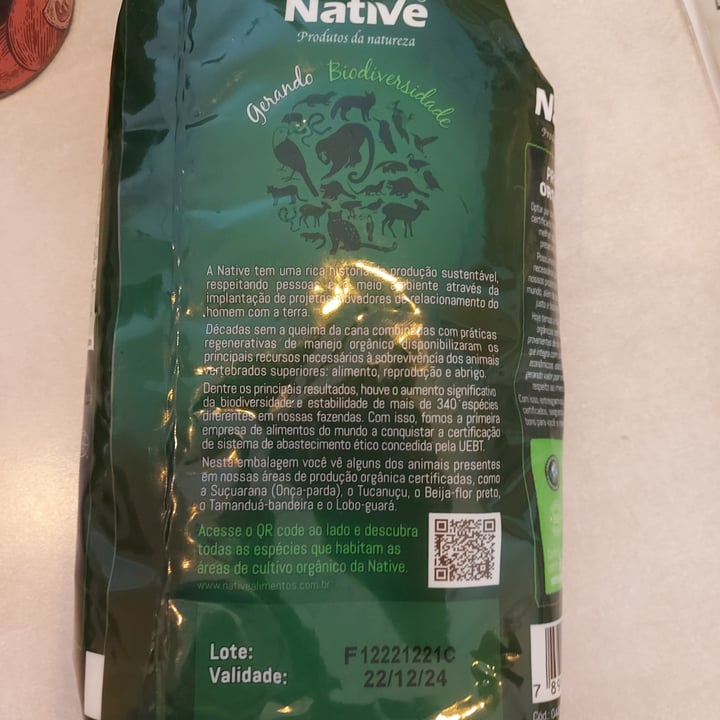 Native
Produtos da natureza
Gerando Biodiversidade
A Native tem uma rica história de produção sustentável,
respeitando pessoas e o meio ambiente através da
implantação de projetos inovadores de relacionamento do
homem com a terra.
Décadas sem a queima da cana combinadas com práticas
regenerativas de manejo orgânico disponibilizaram os
principais recursos necessários à sobrevivência dos animais
vertebrados superiores: alimento, reprodução e abrigo.
Dentre os principais resultados, houve o aumento significativo
da biodiversidade e estabilidade de mais de 340 espécies
diferentes em nossas fazendas. Com isso, fomos a primeira
empresa de alimentos do mundo a conquistar a certificação
de sistema de abastecimento ético concedida pela UEBT.
Nesta embalagem você vê alguns dos animais presentes
em nossas áreas de produção orgânica certificadas, como
a Suçuarana (Onça-parda), o Tucanuçu, o Beija-flor preto,
o Tamanduá-bandeira e o Lobo-guará.
Acesse o QR code ao lado e descubra
todas as espécies que habitam as
áreas de cultivo orgânico da Native.
www.nativealimentos.com.br
Lote: F12221221C
Validade: 22/12/24